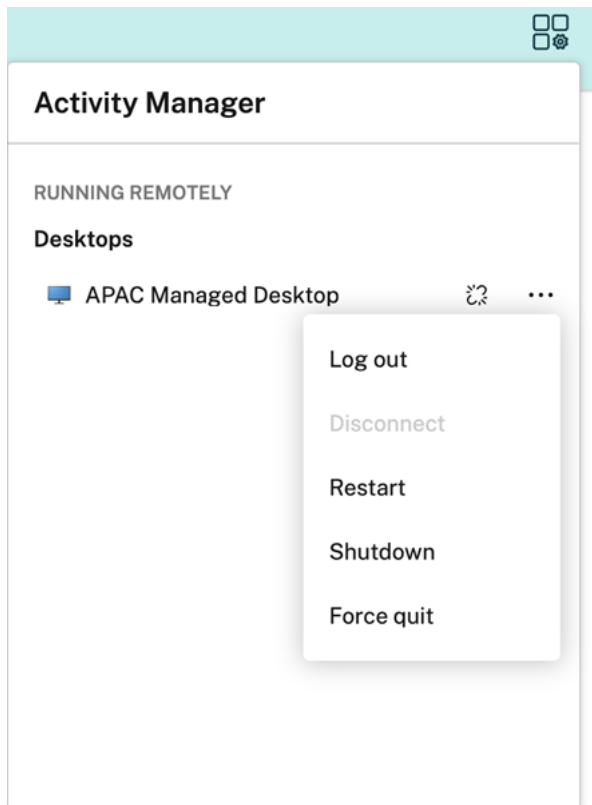 Activity Manager
RUNNING REMOTELY
Desktops
APAC Managed Desktop
Log out
Disconnect
Restart
Shutdown
Force quit